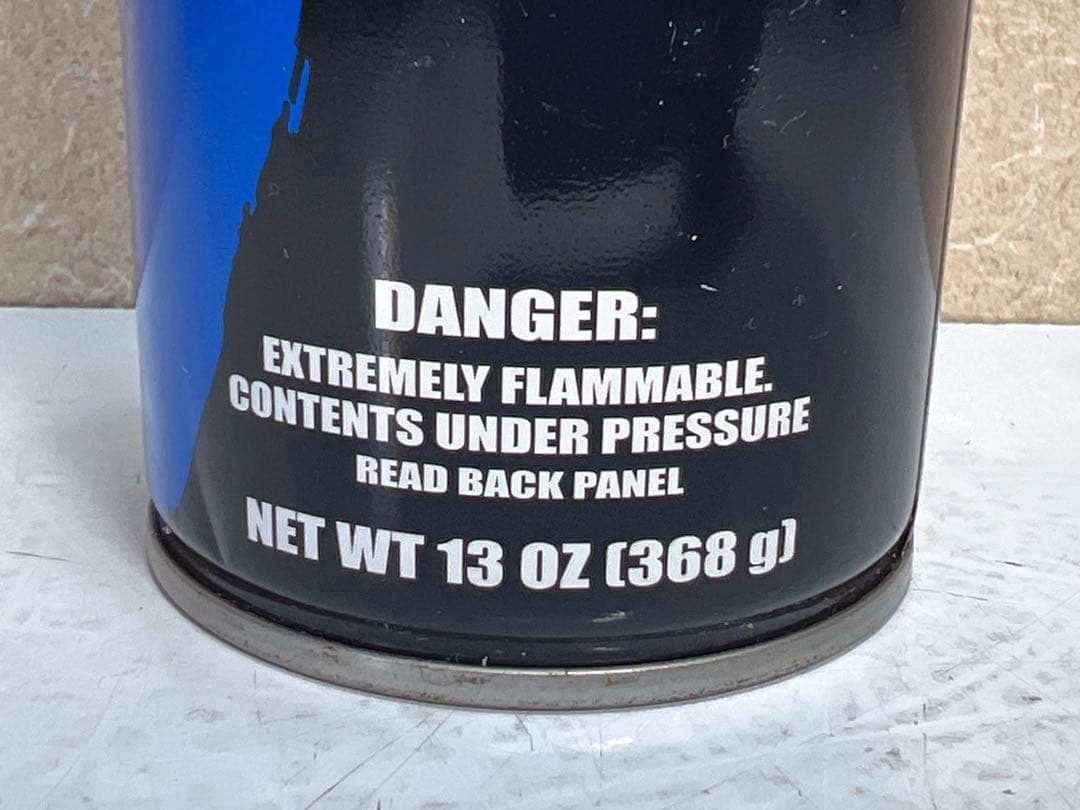 DANGER:
EXTREMELY FLAMMABLE.
CONTENTS UNDER PRESSURE
READ BACK PANEL
NET WT 13 OZ (368 g)